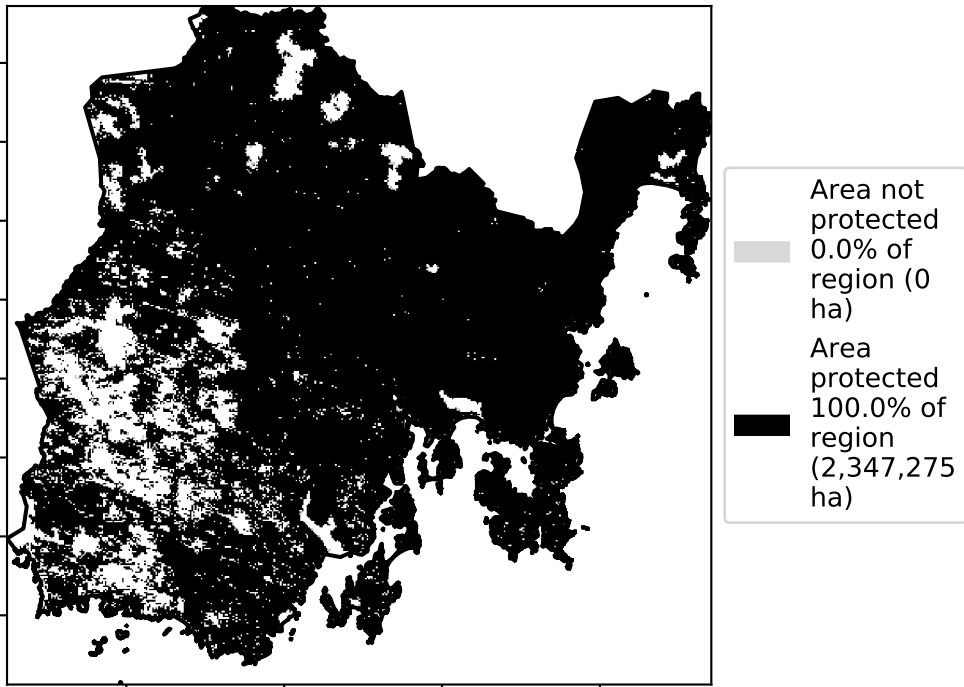 Area not
protected
0.0% of
region (0
ha)
Area
protected
100.0% of
region
(2,347,275
ha)